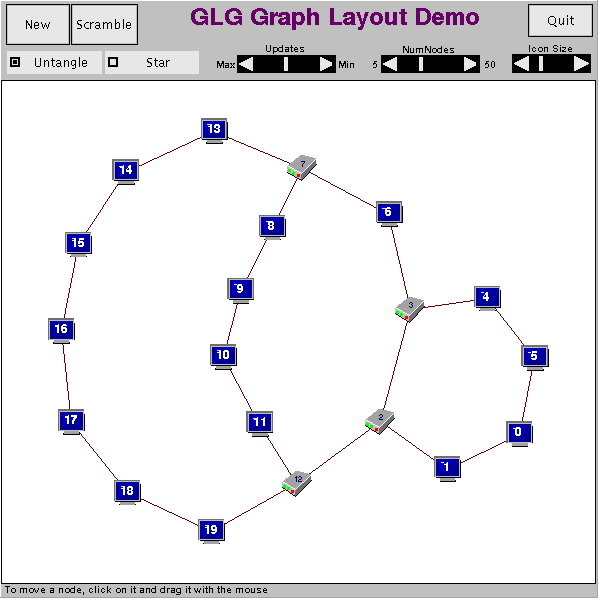 New
Scramble
GLG Graph Layout Demo
Quit
Untangle
Star
Updates
Max
Min
NumNodes
5
50
Icon Size
13
7
14
6
8
15
9
4
3
16
10
5
17
11
2
0
1
18
12
19
To move a node, click on it and drag it with the mouse